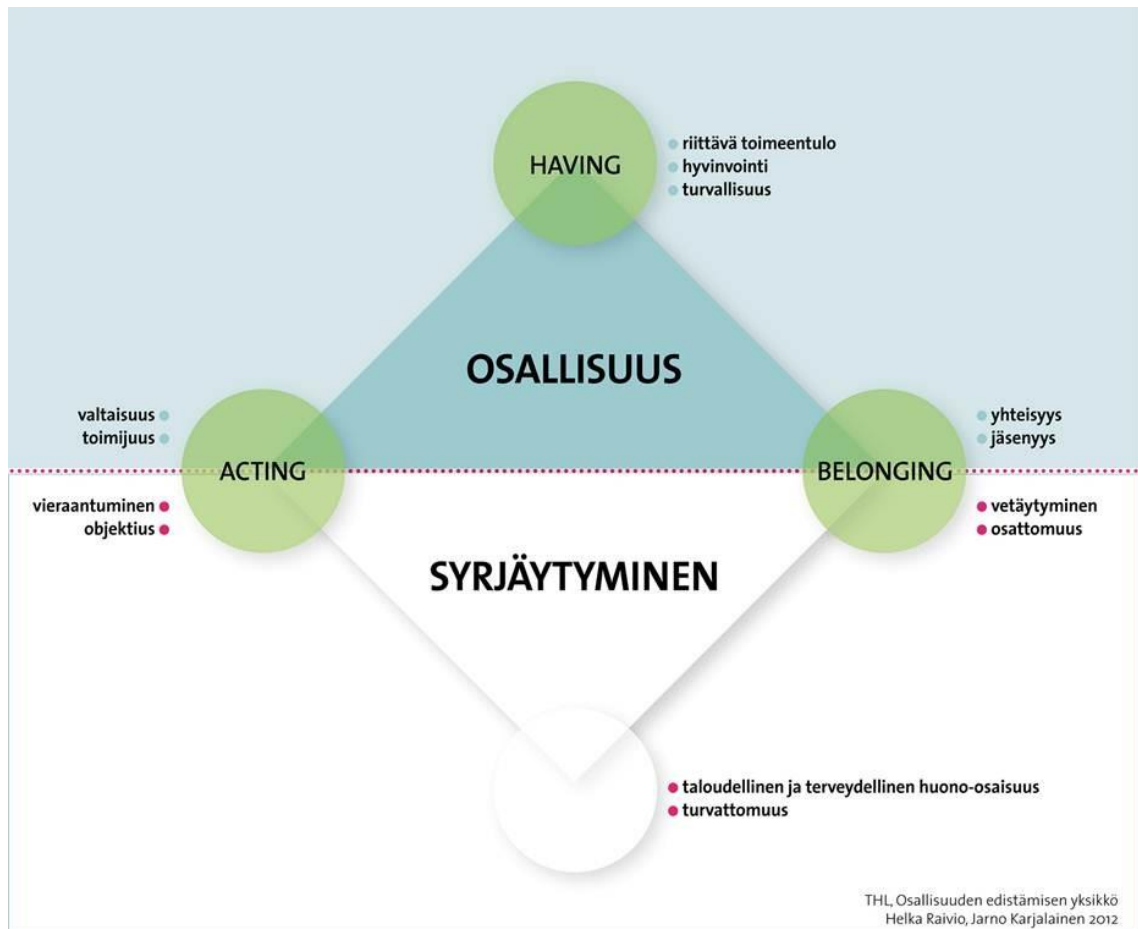 HAVING
riittävä toimeentulo
hyvinvointi
turvallisuus
OSALLISUUS
valtaisuus
toimijuus
yhteisyys
jäsenyys
ACTING
BELONGING
vieraantuminen
objektius
vetäytyminen
osattomuus
SYRJÄYTYMINEN
taloudellinen ja terveydellinen huono-osaisuus
turvattomuus
THL, Osallisuuden edistämisen yksikkö
Helka Raivio, Jarno Karjalainen 2012